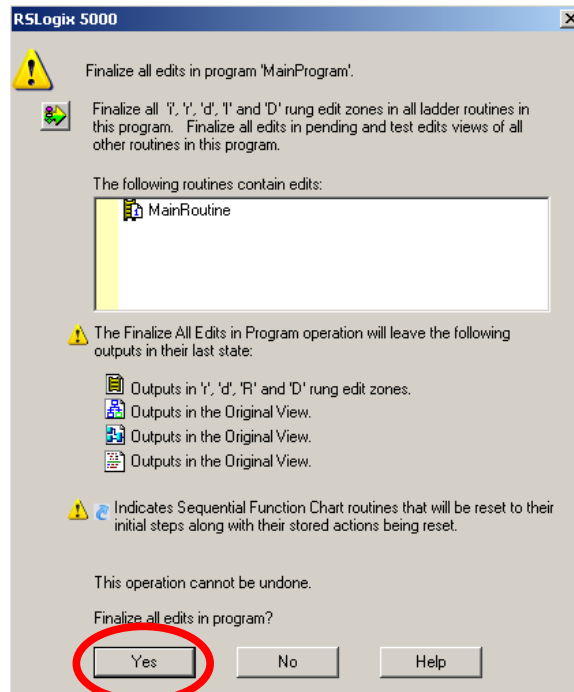 RSLogix 5000
Finalize all edits in program 'MainProgram'.
Finalize all 'i', 'r', 'd', 'I' and 'D' rung edit zones in all ladder routines in
this program. Finalize all edits in pending and test edits views of all
other routines in this program.
The following routines contain edits:
MainRoutine
The Finalize All Edits in Program operation will leave the following
outputs in their last state:
Outputs in 'r', 'd', 'R' and 'D' rung edit zones.
Outputs in the Original View.
Outputs in the Original View.
Outputs in the Original View.
Indicates Sequential Function Chart routines that will be reset to their
initial steps along with their stored actions being reset.
This operation cannot be undone.
Finalize all edits in program?
Yes No Help